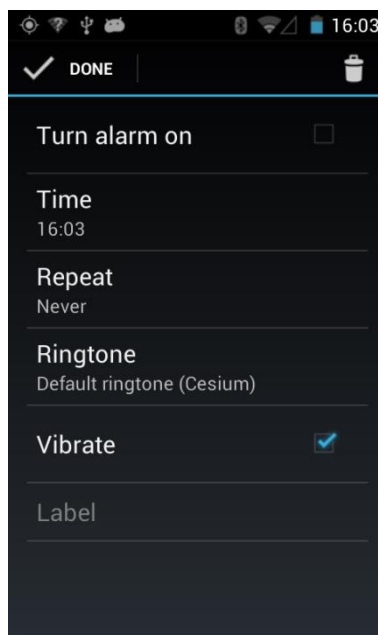 16:03
DONE
Turn alarm on
Time
16:03
Repeat
Never
Ringtone
Default ringtone (Cesium)
Vibrate
Label